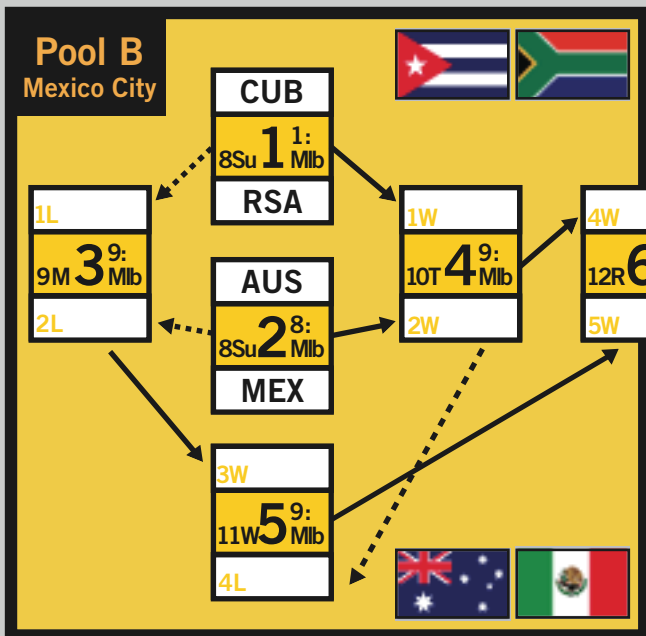 Pool B
Mexico City
CUB
8Su 1 1: Mlb
RSA
1L
9M 3 9: Mlb
2L
AUS
8Su 2 8: Mlb
MEX
1W
10T 4 9: Mlb
2W
4W
12R 6
5W
3W
11W 5 9: Mlb
4L